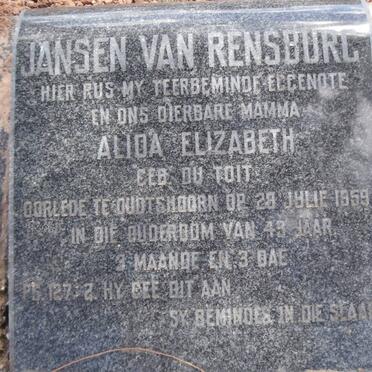 JANSEN VAN RENSBURG
HIER RUS MY TEERBEMINDE EGGENOTE
EN ONS DIERBARE MAMMA
ALIDA ELIZABETH
GEB. DU TOIT
OORLEDE TE OUDTSHOORN OP 28 JULIE 1959
IN DIE OUDERDOM VAN 43 JAAR
3 MAANDE EN 3 DAE
PS. 127:2. HY GEE DIT AAN
SY BEMINDES IN DIE SLAAP